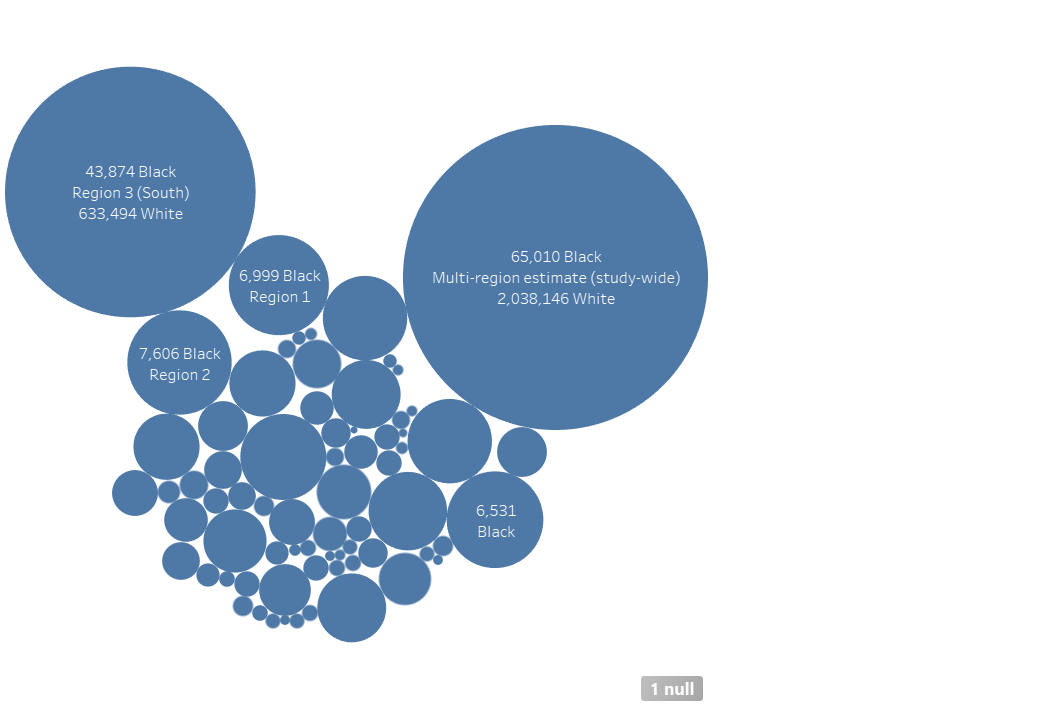 43,874 Black
Region 3 (South)
633,494 White
65,010 Black
Multi-region estimate (study-wide)
2,038,146 White
6,999 Black
Region 1
7,606 Black
Region 2
6,531
Black
1 null